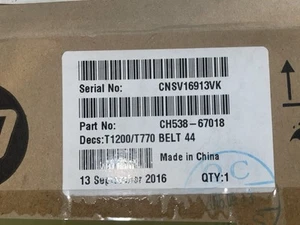 Serial No: CNSV16913VK
Part No: CH538-67018
Decs:T1200/T770 BELT 44
Made in China
13 September 2016 QTY:1
C